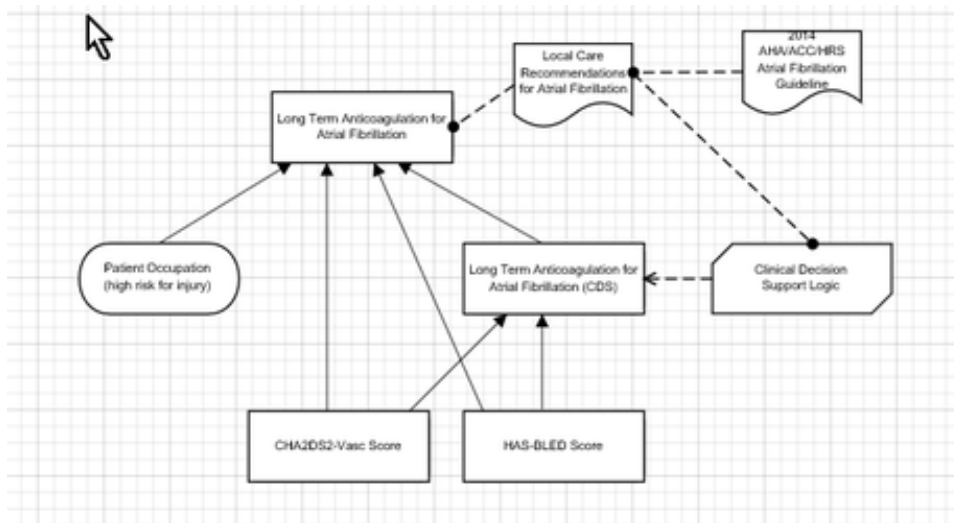 2014
AHA/ACC/HRS
Atrial Fibrillation
Guideline
Local Care
Recommendations/
for Atrial Fibrillation
Long Term Anticoagulation for
Atrial Fibrillation
Patient Occupation
(high risk for injury)
Long Term Anticoagulation for
Atrial Fibrillation (CDS)
Clinical Decision
Support Logic
CHA2DS2-Vasc Score
HAS-BLED Score